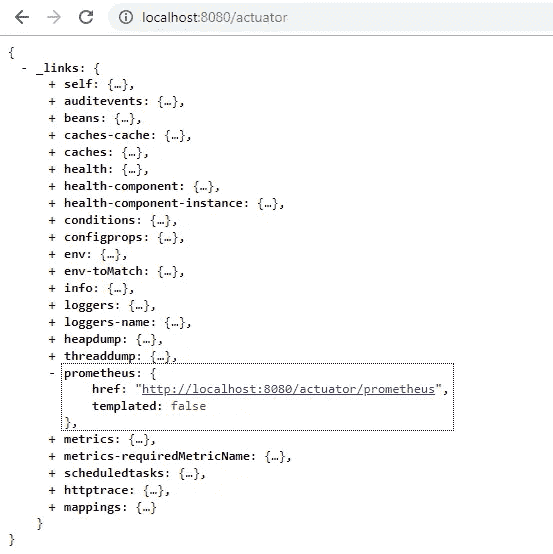 localhost:8080/actuator
{
- _links: {
+ self: {…},
+ auditevents: {…},
+ beans: {…},
+ caches-cache: {…},
+ caches: {…},
+ health: {…},
+ health-component: {…},
+ health-component-instance: {…},
+ conditions: {…},
+ configprops: {…},
+ env: {…},
+ env-toMatch: {…},
+ info: {…},
+ loggers: {…},
+ loggers-name: {…},
+ heapdump: {…},
+ threaddump: {…},
- prometheus: {
href: "http://localhost:8080/actuator/prometheus",
templated: false
},
+ metrics: {…},
+ metrics-requiredMetricName: {…},
+ scheduledtasks: {…},
+ httptrace: {…},
+ mappings: {…}
}
}